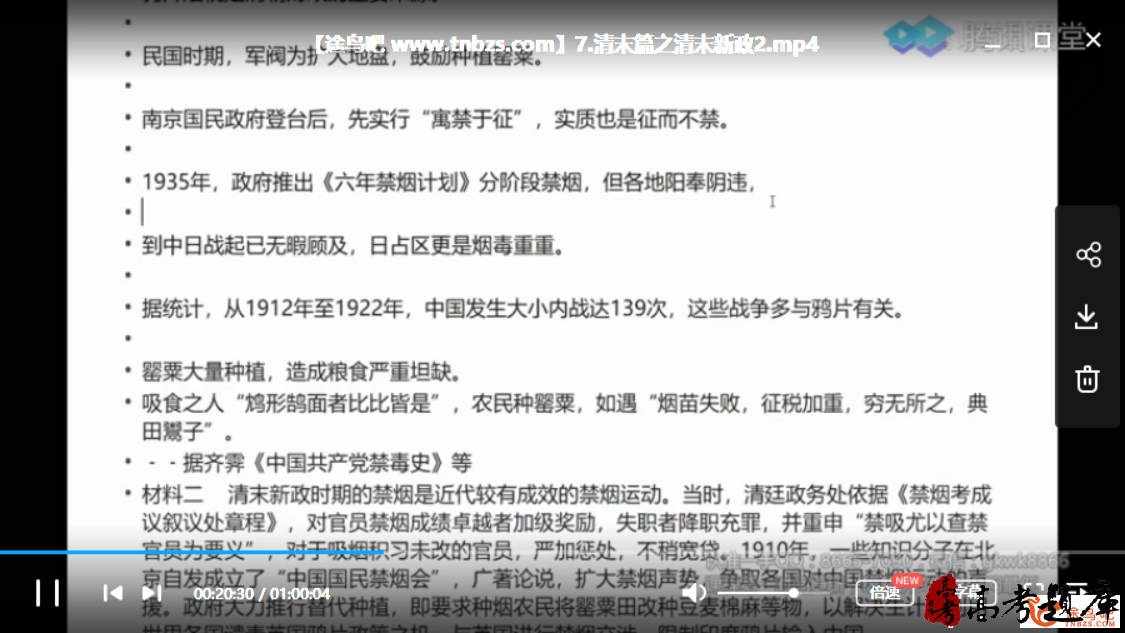 【途鸟吧 www.tnbzs.com】7.清末篇之清末新政2.mp4
腾讯课堂
民国时期，军阀为扩大地盘，鼓励种植罂粟。
南京国民政府登台后，先实行“寓禁于征”，实质也是征而不禁。
1935年，政府推出《六年禁烟计划》分阶段禁烟，但各地阳奉阴违，
到中日战起已无暇顾及，日占区更是烟毒重重。
据统计，从1912年至1922年，中国发生大小内战达139次，这些战争多与鸦片有关。
罂粟大量种植，造成粮食严重坦缺。
吸食之人“鸩形鹄面者比比皆是”，农民种罂粟，如遇“烟苗失败，征税加重，穷无所之，典
田鬻子”。
- - 据齐霁《中国共产党禁毒史》等
材料二 清末新政时期的禁烟是近代较有成效的禁烟运动。当时，清廷政务处依据《禁烟考成
议叙议处章程》，对官员禁烟成绩卓越者加级奖励，失职者降职充罪，并重申“禁吸尤以查禁
官员为要义”，对于吸烟积习未改的官员，严加惩处，不稍宽贷。1910年，一些知识分子在北
京自发成立了“中国国民禁烟会”，广著论说，扩大禁烟声势，争取各国对中国
援。政府大力推行替代种植，即要求种烟农民将罂粟田改种豆麦棉麻等物，以解决生计
00:20:30 / 01:00:04
倍速
NEW
字幕
高考题库
途鸟吧
TNBZS.COM